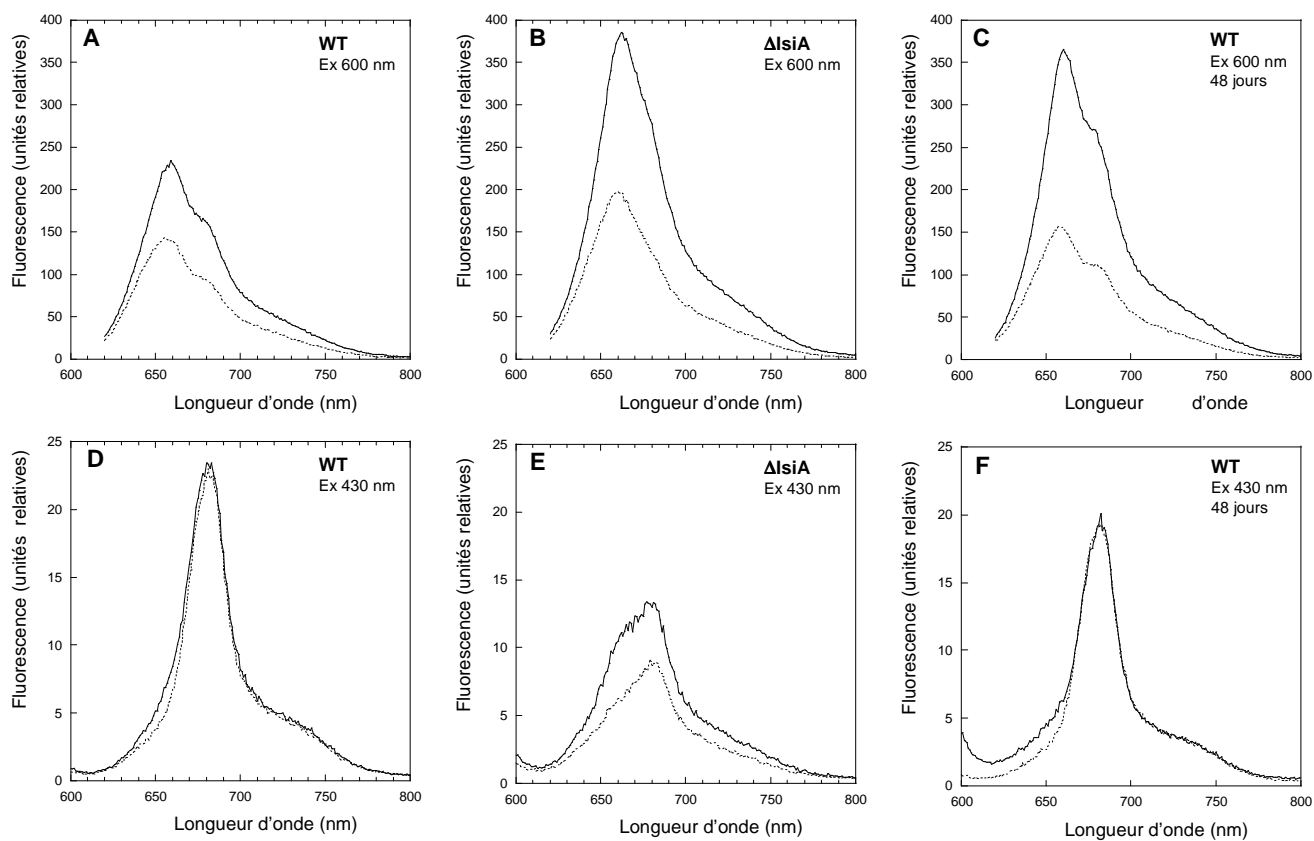 A
WT
Ex 600 nm
Fluorescence (unités relatives)
400
350
300
250
200
150
100
50
0
600
650
700
750
800
Longueur d'onde (nm)
B
ΔIsiA
Ex 600 nm
Fluorescence (unités relatives)
400
350
300
250
200
150
100
50
0
600
650
700
750
800
Longueur d'onde (nm)
C
WT
Ex 600 nm
48 jours
Fluorescence (unités relatives)
400
350
300
250
200
150
100
50
0
600
650
700
750
800
Longueur d'onde
D
WT
Ex 430 nm
Fluorescence (unités relatives)
25
20
15
10
5
0
600
650
700
750
800
Longueur d'onde (nm)
E
ΔIsiA
Ex 430 nm
Fluorescence (unités relatives)
25
20
15
10
5
0
600
650
700
750
800
Longueur d'onde (nm)
F
WT
Ex 430 nm
48 jours
Fluorescence (unités relatives)
25
20
15
10
5
0
600
650
700
750
800
Longueur d'onde (nm)